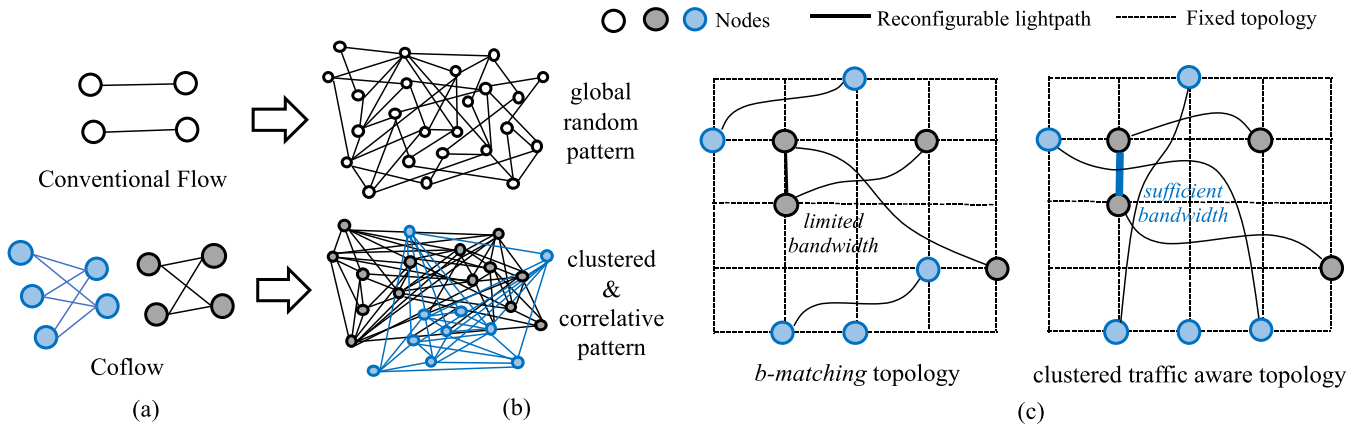 Nodes
Reconfigurable lightpath
Fixed topology
Conventional Flow
global
random
pattern
Coflow
clustered
&
correlative
pattern
(a)
(b)
limited
bandwidth
b-matching topology
sufficient
bandwidth
clustered traffic aware topology
(c)